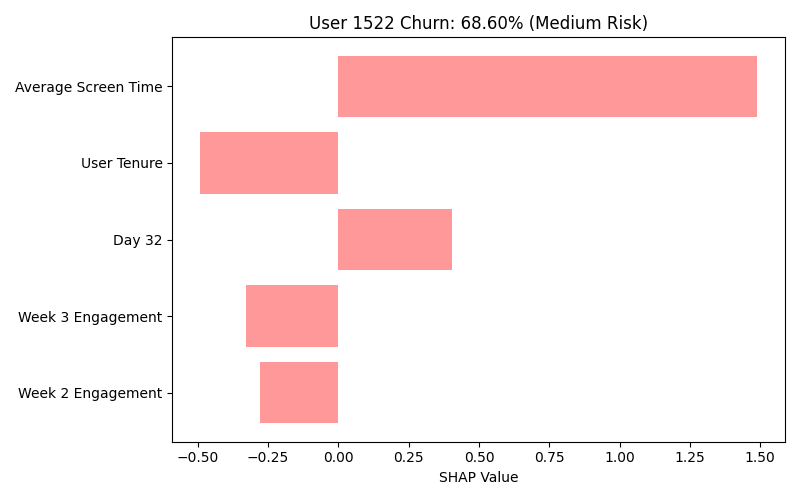 User 1522 Churn: 68.60% (Medium Risk)
Average Screen Time
User Tenure
Day 32
Week 3 Engagement
Week 2 Engagement
−0.50 −0.25 0.00 0.25 0.50 0.75 1.00 1.25 1.50
SHAP Value